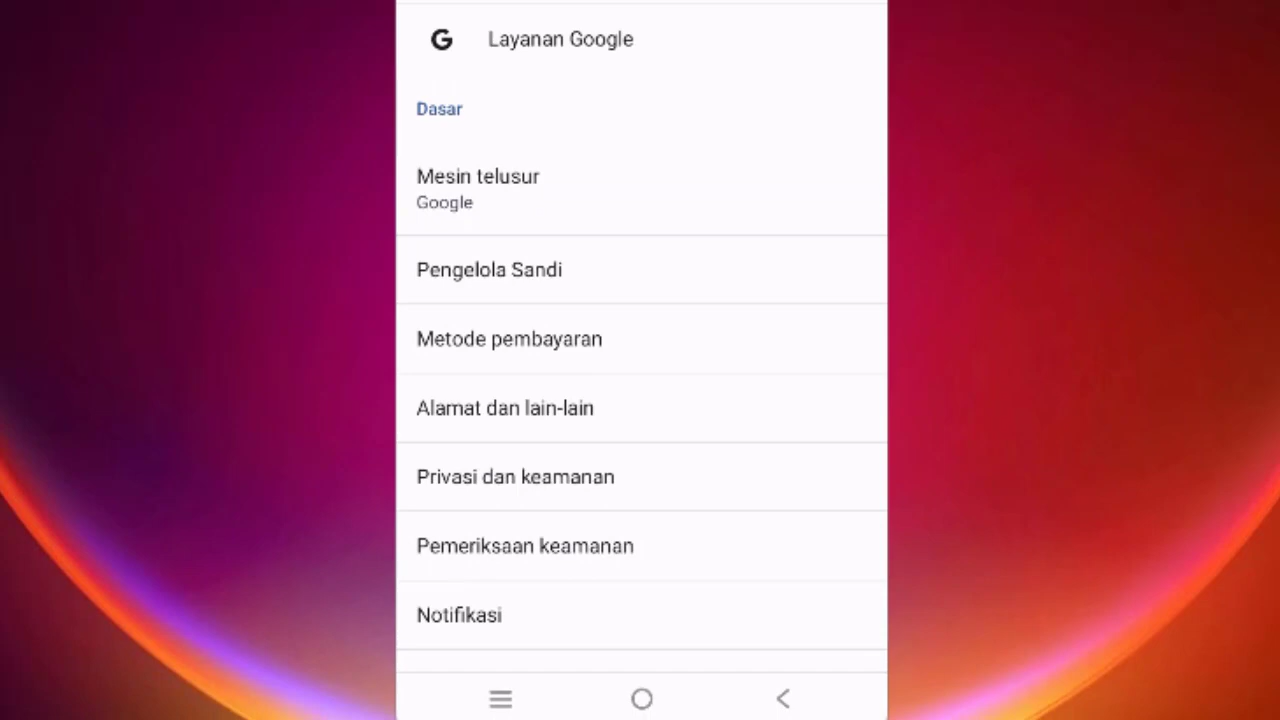 Layanan Google
Dasar
Mesin telusur
Google
Pengelola Sandi
Metode pembayaran
Alamat dan lain-lain
Privasi dan keamanan
Pemeriksaan keamanan
Notifikasi